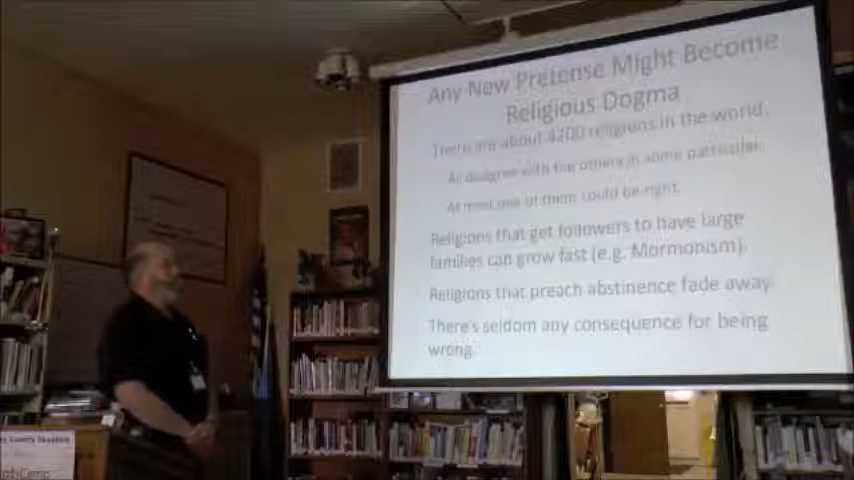 Any New Pretense Might Become
Religious Dogma
There are about 4200 religions in the world.
All disagree with the others in some particular.
At most one of them could be right.
Religions that get followers to have large
families can grow fast (e.g. Mormonism).
Religions that preach abstinence fade away.
There's seldom any consequence for being
wrong.